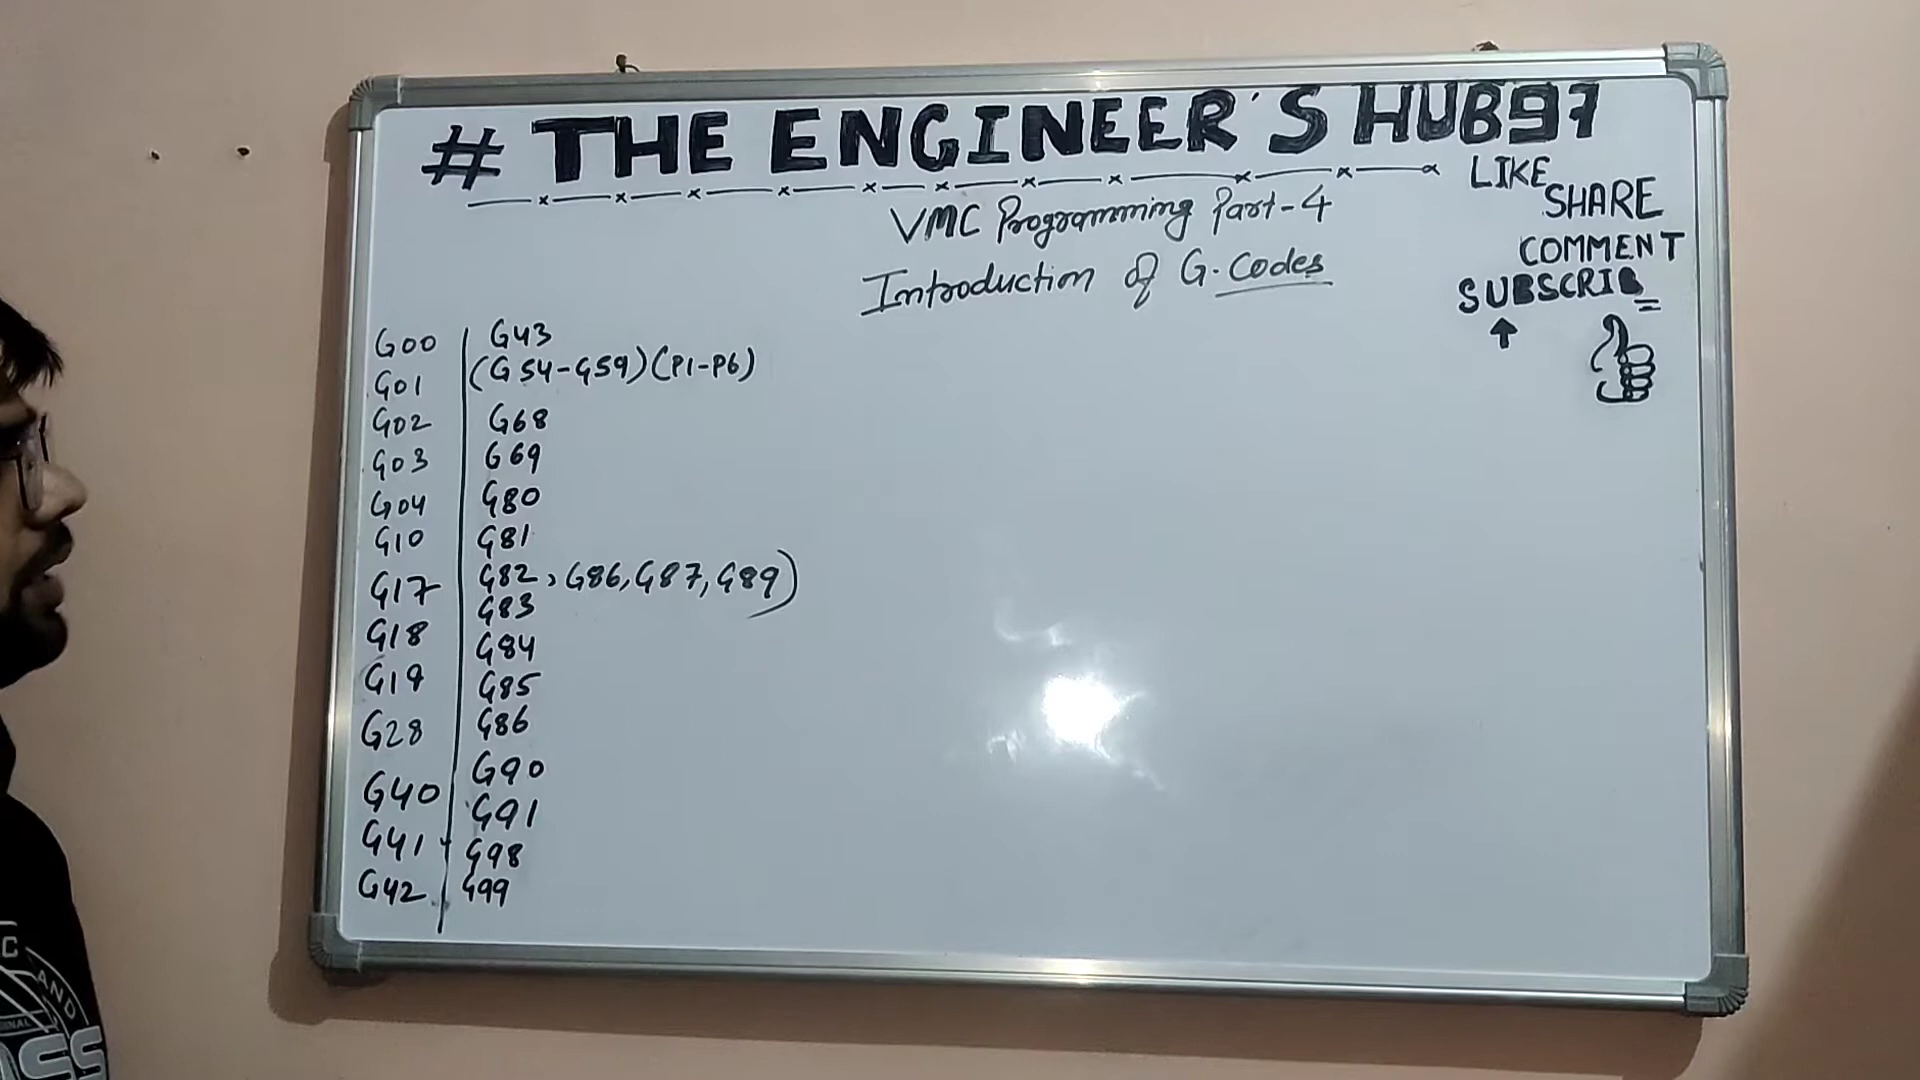 # THE ENGINEER'S HUB97
LIKE
SHARE
COMMENT
SUBSCRIB
VMC Programming Part-4
Introduction of G. Codes
G00
G01
G02
G03
G04
G10
G17
G18
G19
G28
G40
G41
G42
G43
(G54-G59)(P1-P6)
G68
G69
G80
G81
G82, G86, G87, G89)
G83
G84
G85
G86
G90
G91
G98
G99
AND